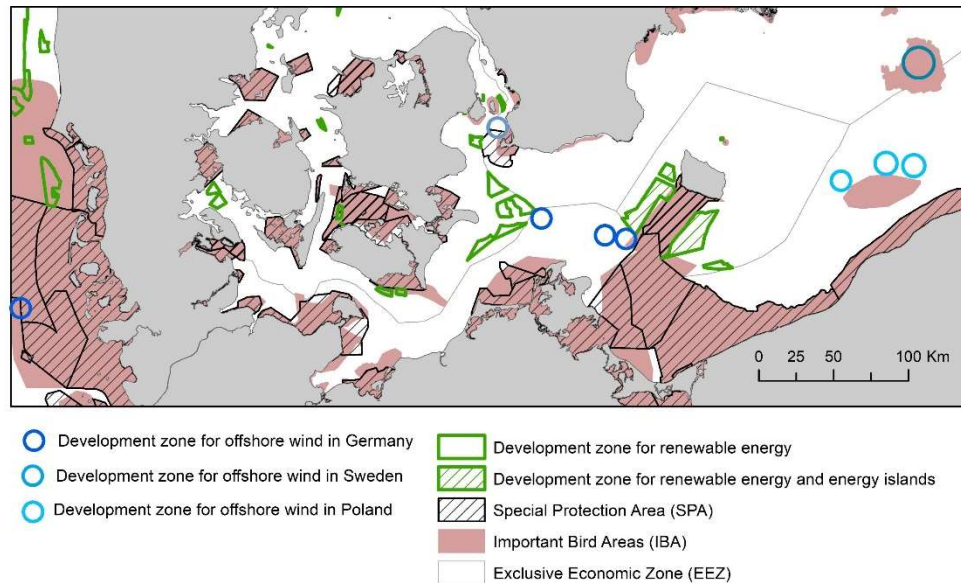 0 25 50 100 Km
Development zone for offshore wind in Germany
Development zone for offshore wind in Sweden
Development zone for offshore wind in Poland
Development zone for renewable energy
Development zone for renewable energy and energy islands
Special Protection Area (SPA)
Important Bird Areas (IBA)
Exclusive Economic Zone (EEZ)